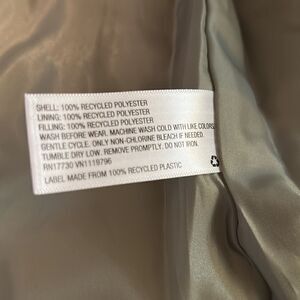 SHELL: 100% RECYCLED POLYESTER
LINING: 100% RECYCLED POLYESTER
FILLING: 100% RECYCLED POLYESTER
WASH BEFORE WEAR. MACHINE WASH COLD WITH LIKE COLORS
GENTLE CYCLE. ONLY NON-CHLORINE BLEACH IF NEEDED.
TUMBLE DRY LOW. REMOVE PROMPTLY. DO NOT IRON.
RN17730 VN1119796
LABEL MADE FROM 100% RECYCLED PLASTIC